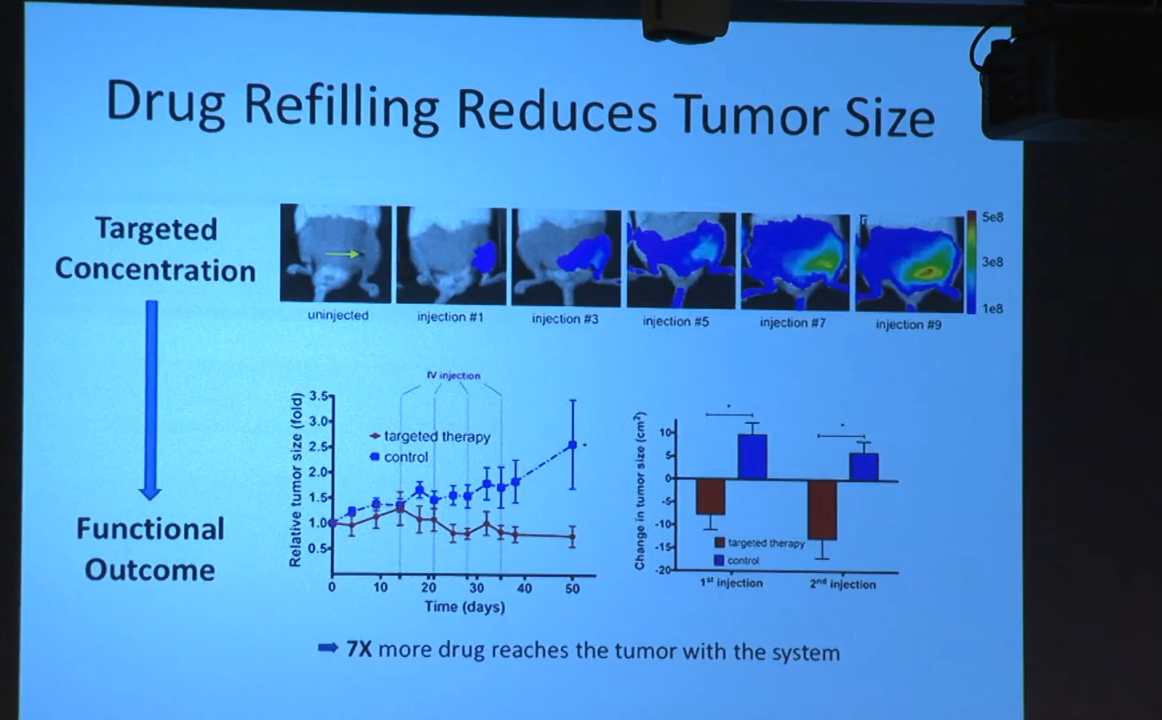 Drug Refilling Reduces Tumor Size
Targeted
Concentration
uninjected
injection #1
injection #3
injection #5
injection #7
injection #9
5e8
3e8
1e8
Functional
Outcome
IV injection
Relative tumor size (fold)
3.5
3.0
2.5
2.0
1.5
1.0
0.5
targeted therapy
control
0 10 20 30 40 50
Time (days)
Change in tumor size (cm²)
10
5
0
-5
-10
-15
-20
targeted therapy
control
1st injection
2nd injection
7X more drug reaches the tumor with the system